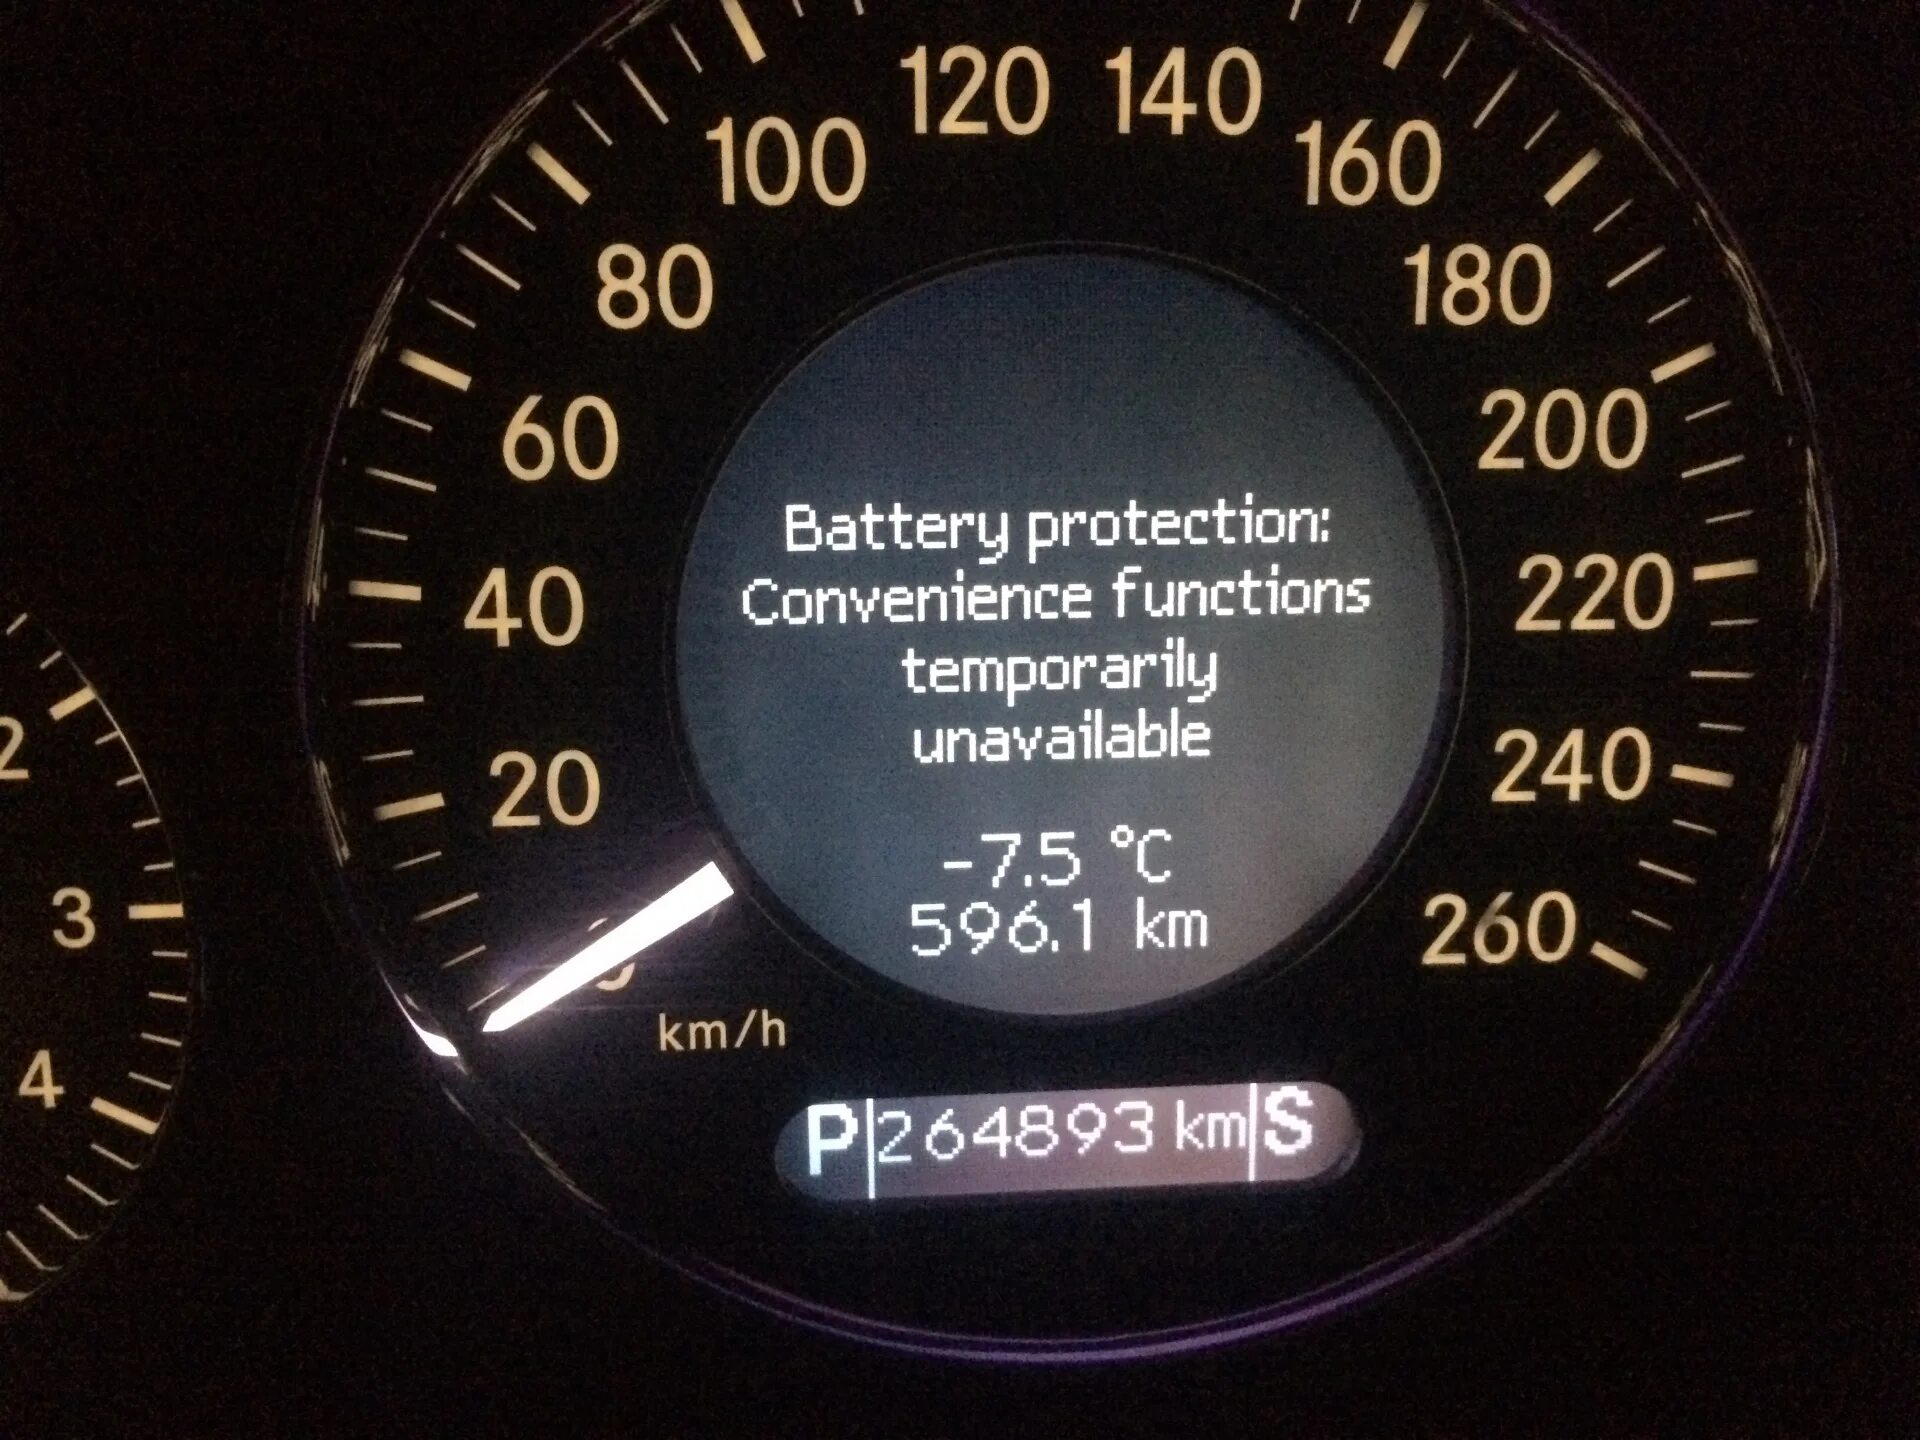 120 140
100 160
80 180
60 200
40 220
20 240
260
km/h
2
3
4
Battery protection:
Convenience functions
temporarily
unavailable
-7.5 °C
596.1 km
P 264893 km S